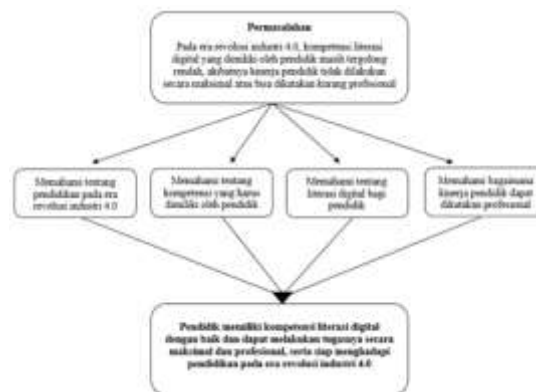 Permasalahan
Pada era revolusi industri 4.0, kompetensi literasi
digital yang dimiliki oleh pendidik masih tergolong
rendah, akibatnya kinerja pendidik tidak dilakukan
secara maksimal atau bisa dikatakan kurang profesional
Memahami tentang
pendidikan pada era
revolusi industri 4.0
Memahami tentang
kompetensi yang harus
dimiliki oleh pendidik
Memahami tentang
literasi digital bagi
pendidik
Memahami bagaimana
kinerja pendidik dapat
dikatakan profesional
Pendidik memiliki kompetensi literasi digital
dengan baik dan dapat melakukan tugasnya secara
maksimal dan profesional, serta siap menghadapi
pendidikan pada era revolusi industri 4.0